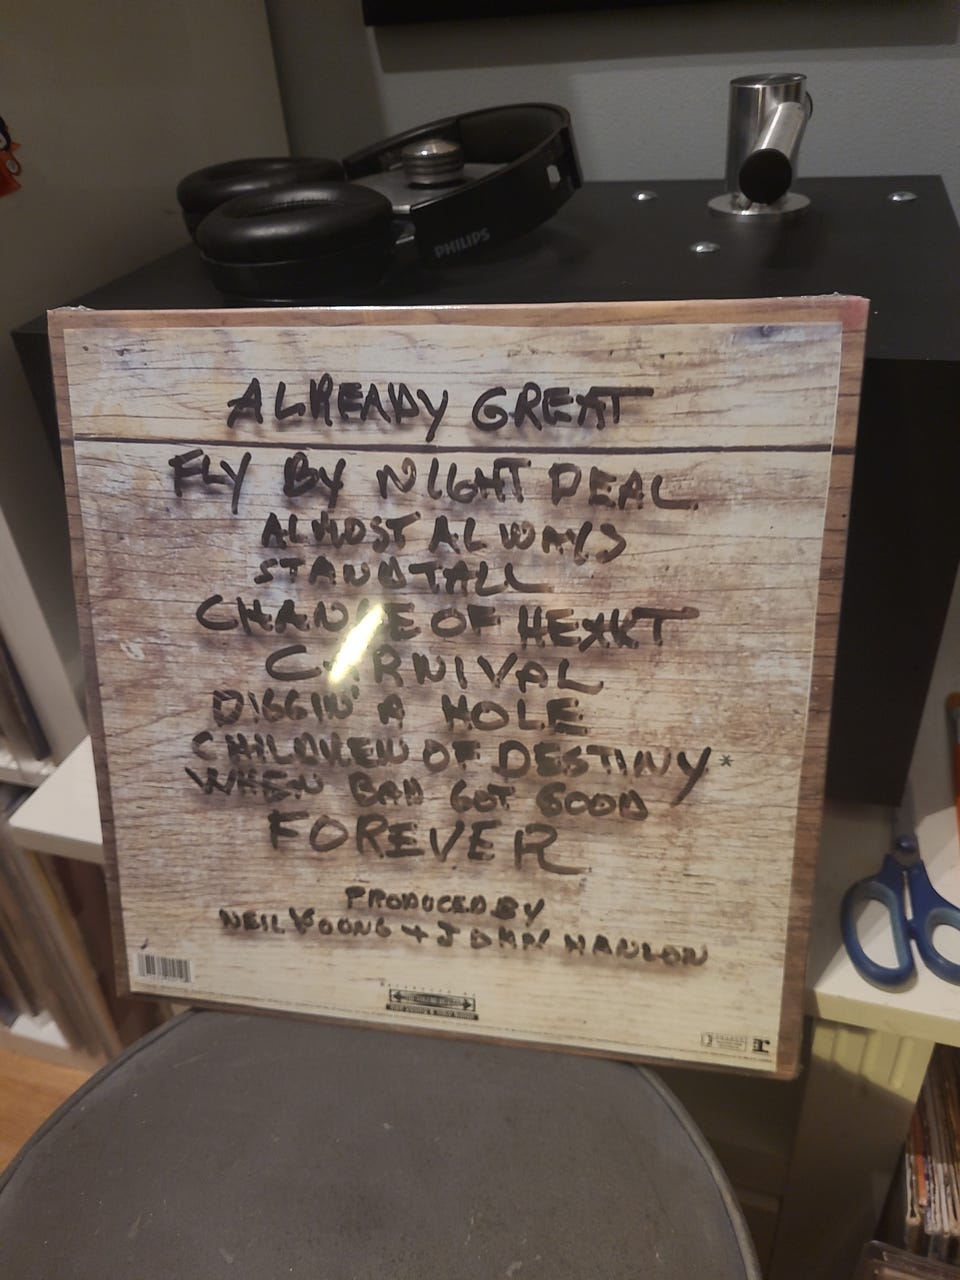 PHILIPS
ALREADY GREAT
FLY BY NIGHT DEAL
ALMOST ALWAYS
STAND TALL
CHANGE OF HEART
CARNIVAL
DIGGIN' A HOLE
CHILDREN OF DESTINY*
WHEN BAD GOT GOOD
FOREVER
PRODUCED BY
NEIL YOUNG + JOHN HANLON